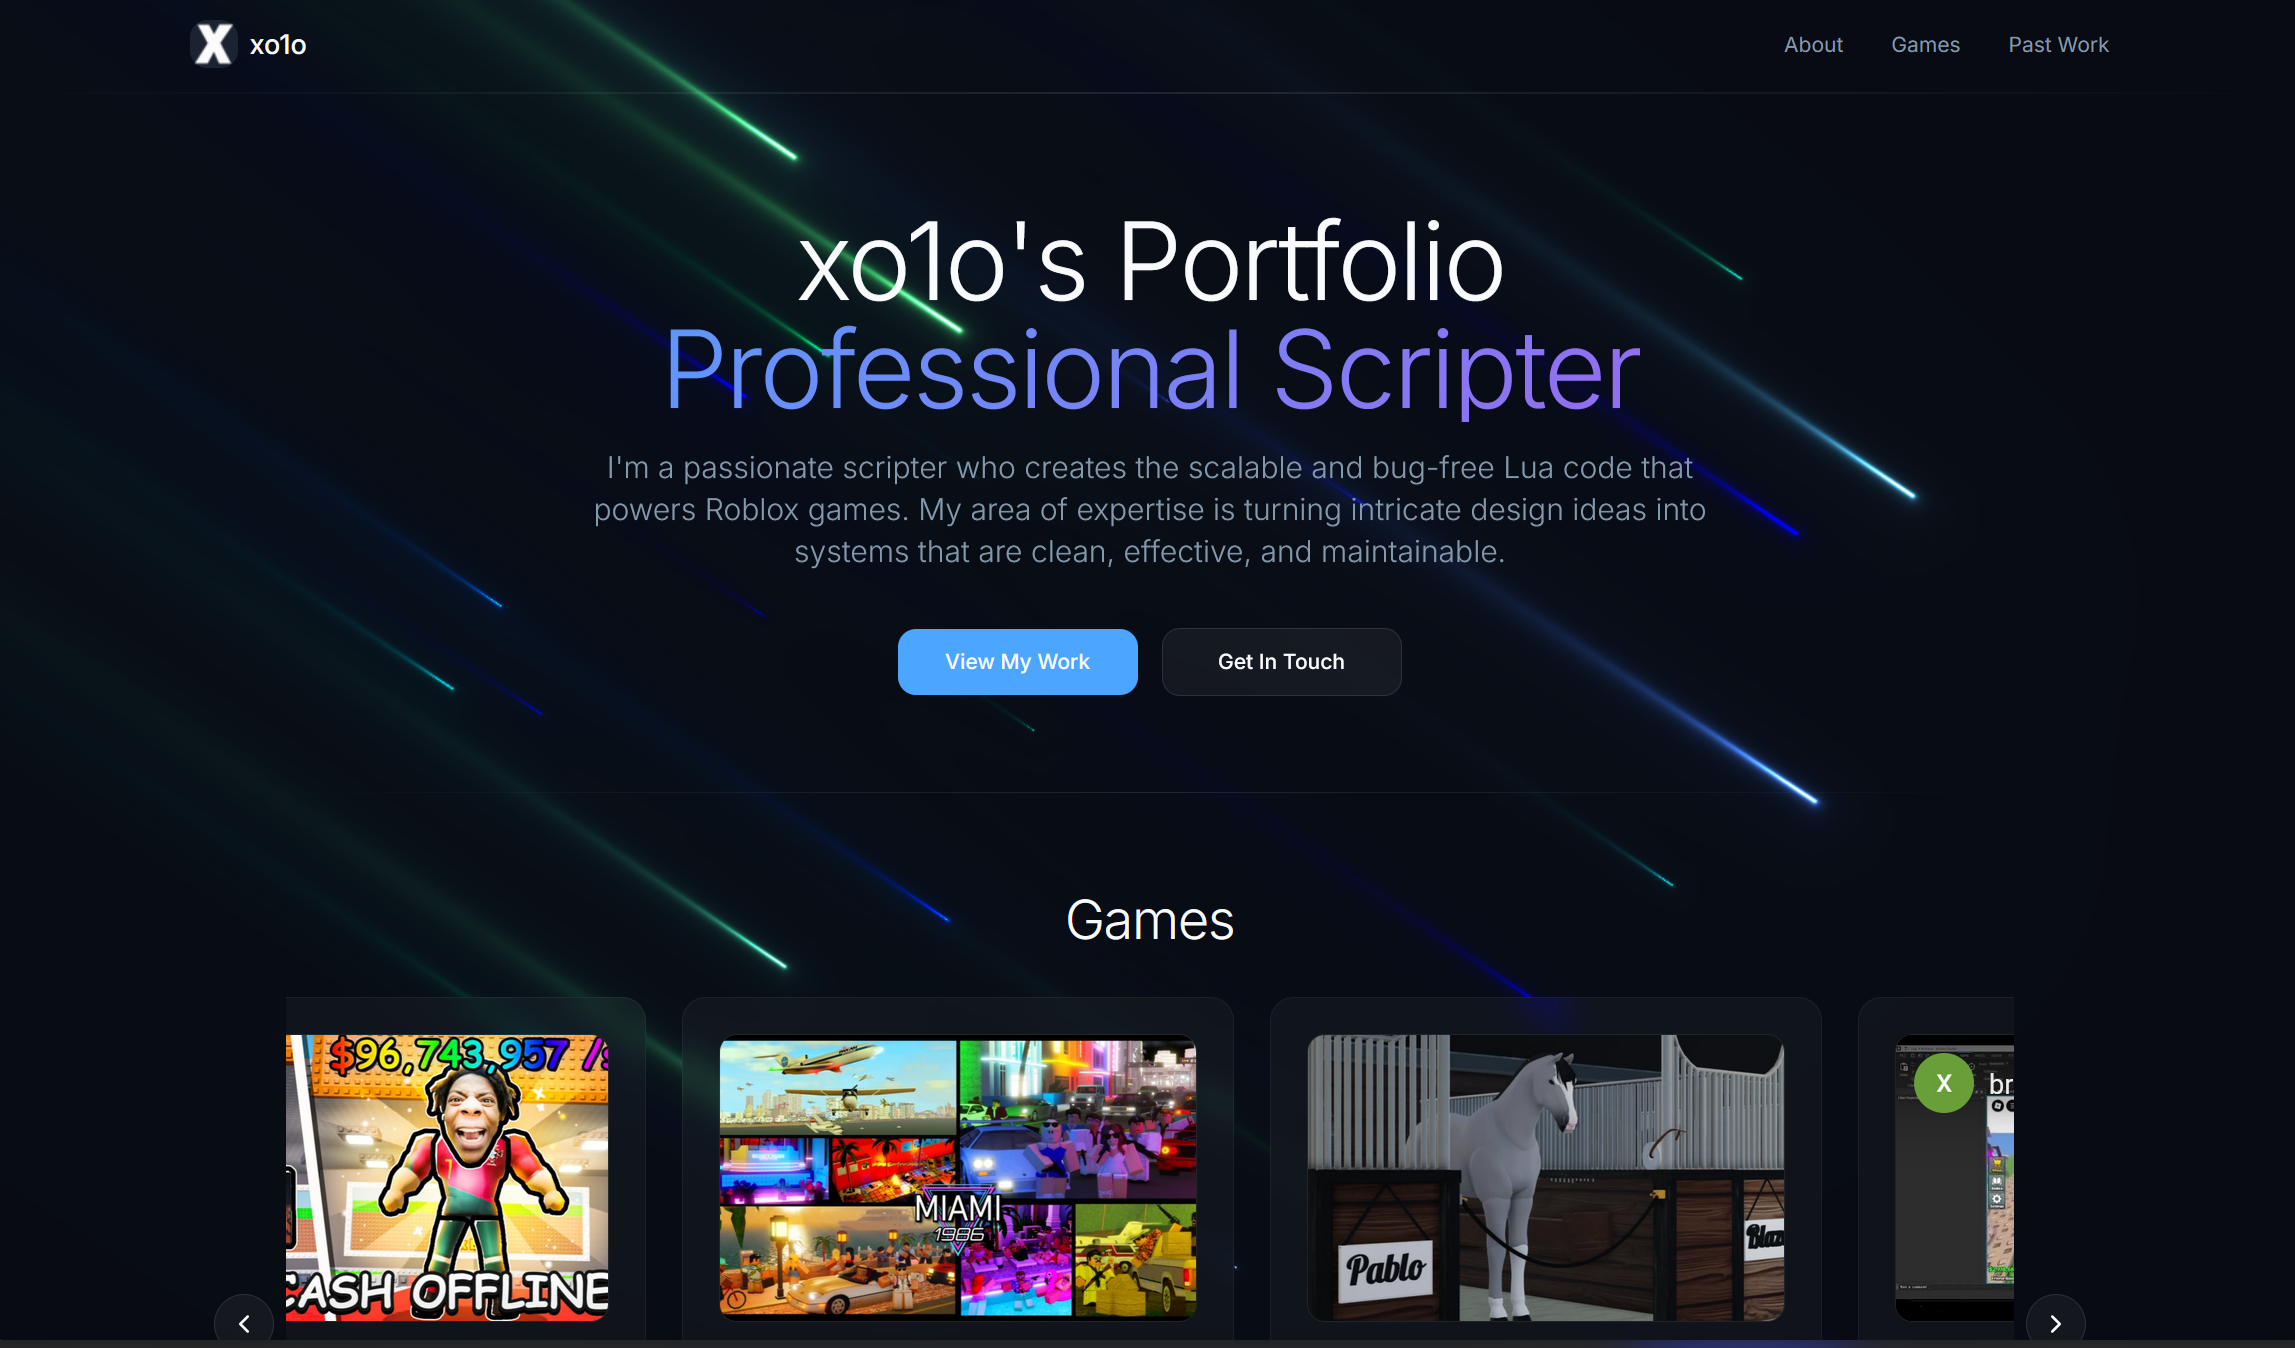 xo1o
About Games Past Work
xo1o's Portfolio
Professional Scripter
I'm a passionate scripter who creates the scalable and bug-free Lua code that
powers Roblox games. My area of expertise is turning intricate design ideas into
systems that are clean, effective, and maintainable.
View My Work Get In Touch
Games
$96,743,957 /s
CASH OFFLINE
MIAMI
1986
Pablo
X br